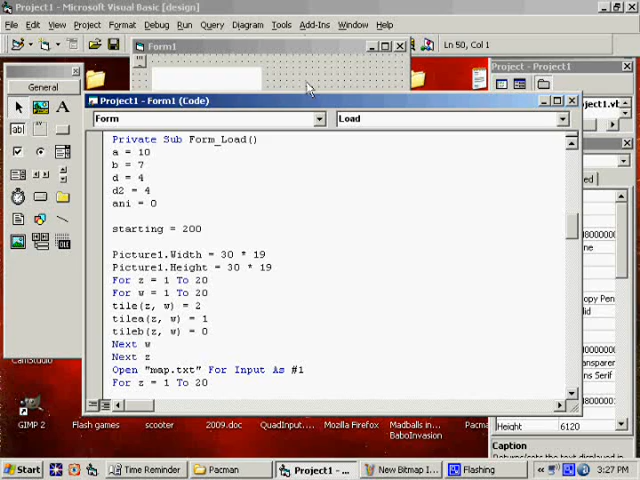 Project1 - Microsoft Visual Basic [design]
File Edit View Project Format Debug Run Query Diagram Tools Add-Ins Window Help
Ln 50, Col 1
Form1
General
Project1 - Project1
Project1 - Form1 (Code)
Form
Load
Private Sub Form_Load()
a = 10
b = 7
d = 4
d2 = 4
ani = 0
starting = 200
Picture1.Width = 30 * 19
Picture1.Height = 30 * 19
For z = 1 To 20
For w = 1 To 20
tile(z, w) = 2
tilea(z, w) = 1
tileb(z, w) = 0
Next w
Next z
Open "map.txt" For Input As #1
For z = 1 To 20
OLE
CamStudio
GIMP 2
Flash games
scooter
2009.doc
QuadInput....
Mozilla Firefox
Madballs in
BaboInvasion
Height 6120
Caption
Start
Time Reminder
Pacman
Project1 - ...
New Bitmap I...
Flashing
3:27 PM